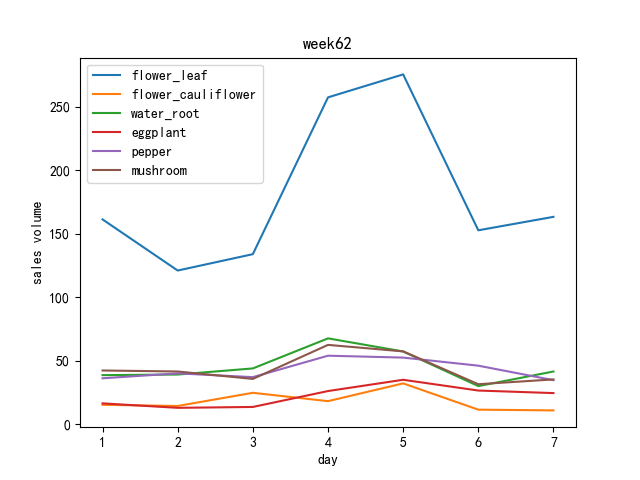 week62
flower_leaf
flower_cauliflower
water_root
eggplant
pepper
mushroom
sales volume
250
200
150
100
50
0
1 2 3 4 5 6 7
day